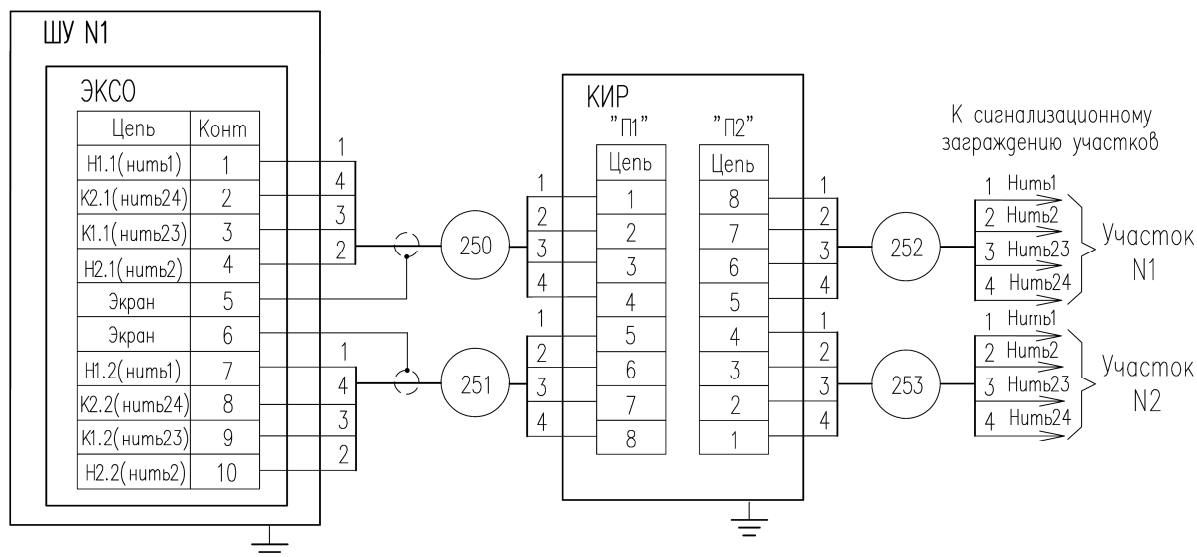 ШУ N1
ЭКСО
Цепь Конт
Н1.1(нить1) 1
К2.1(нить24) 2
К1.1(нить23) 3
Н2.1(нить2) 4
Экран 5
Экран 6
Н1.2(нить1) 7
К2.2(нить24) 8
К1.2(нить23) 9
Н2.2(нить2) 10
1
4
3
2
1
4
3
2
250
251
1
2
3
4
1
2
3
4
КИР
"П1" "П2"
Цепь Цепь
1 8
2 7
3 6
4 5
5 4
6 3
7 2
8 1
1
2
3
4
1
2
3
4
252
253
К сигнализационному
заграждению участков
1 Нить1
2 Нить2
3 Нить23
4 Нить24
Участок
N1
1 Нить1
2 Нить2
3 Нить23
4 Нить24
Участок
N2